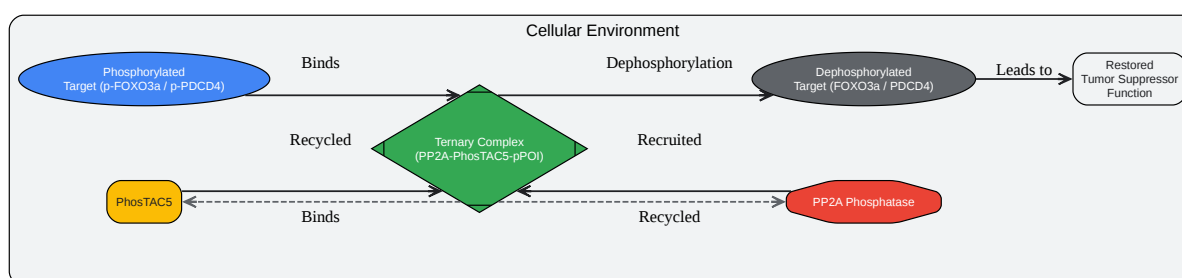 Cellular Environment
Phosphorylated
Target (p-FOXO3a / p-PDCD4)
Binds
Dephosphorylation
Dephosphorylated
Target (FOXO3a / PDCD4)
Leads to
Restored
Tumor Suppressor
Function
Recycled
Ternary Complex
(PP2A-PhosTAC5-pPOI)
Recruited
PhosTAC5
Binds
Recycled
PP2A Phosphatase